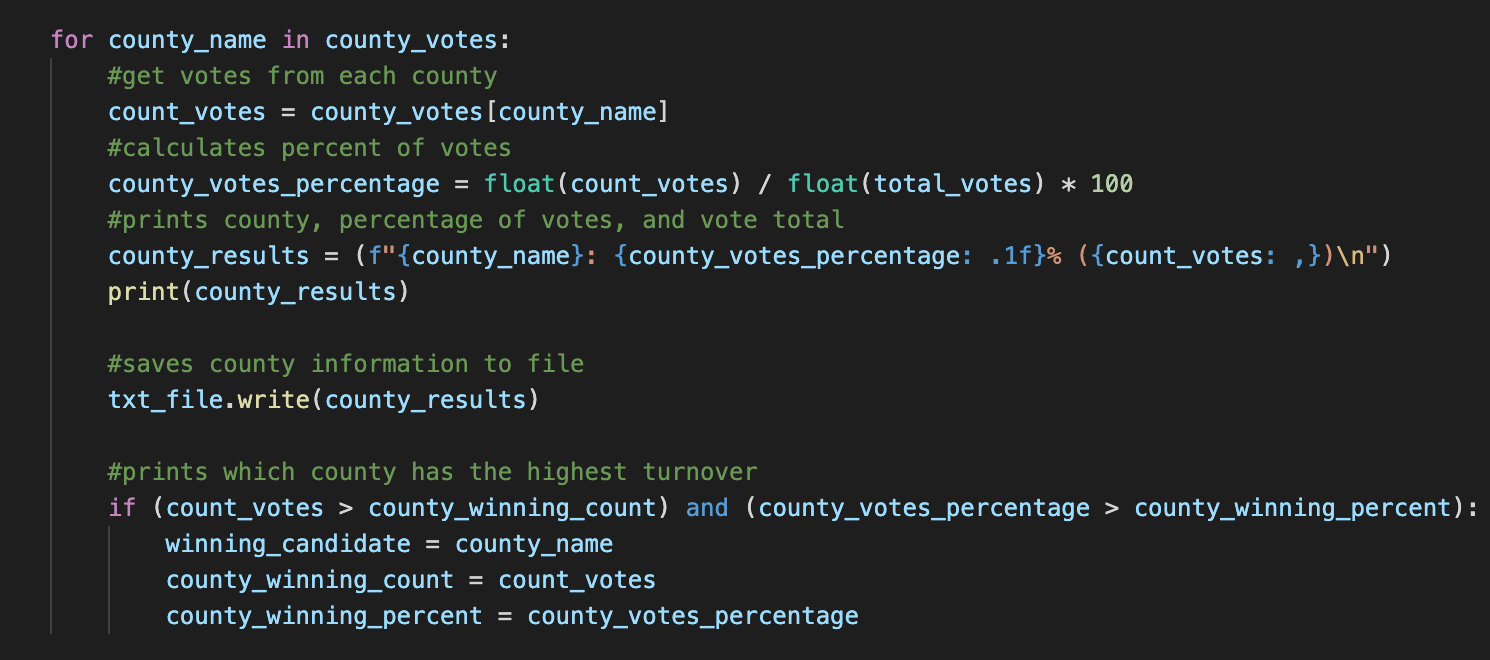 for county_name in county_votes:
    #get votes from each county
    count_votes = county_votes[county_name]
    #calculates percent of votes
    county_votes_percentage = float(count_votes) / float(total_votes) * 100
    #prints county, percentage of votes, and vote total
    county_results = (f"{county_name}: {county_votes_percentage: .1f}% ({count_votes: ,})\n")
    print(county_results)

    #saves county information to file
    txt_file.write(county_results)

    #prints which county has the highest turnover
    if (count_votes > county_winning_count) and (county_votes_percentage > county_winning_percent):
        winning_candidate = county_name
        county_winning_count = count_votes
        county_winning_percent = county_votes_percentage